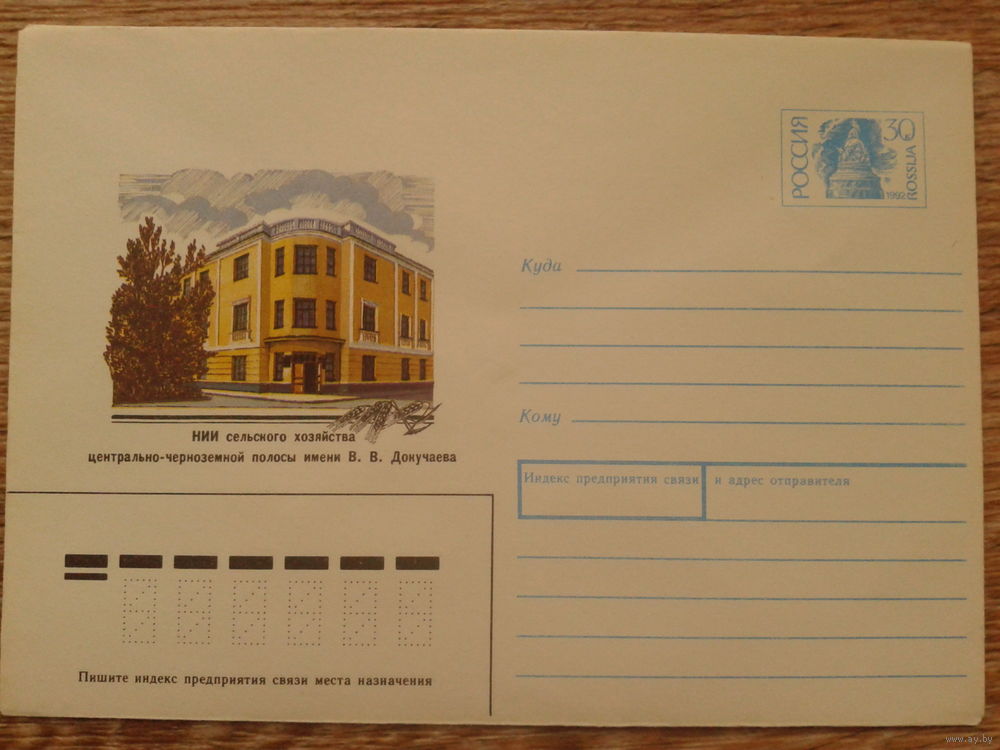 РОССИЯ
30 к
1992
ROSSIJA
Куда
Кому
НИИ сельского хозяйства
центрально-черноземной полосы имени В. В. Докучаева
Индекс предприятия связи и адрес отправителя
Пишите индекс предприятия связи места назначения
www.ay.by